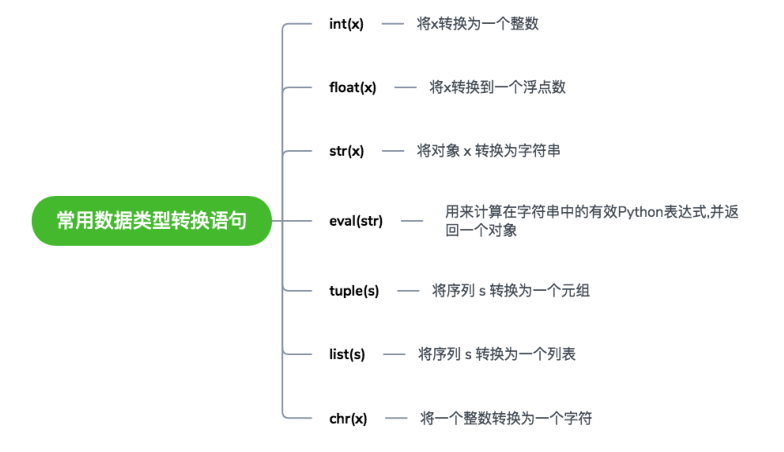 常用数据类型转换语句
int(x)
将x转换为一个整数
float(x)
将x转换到一个浮点数
str(x)
将对象 x 转换为字符串
eval(str)
用来计算在字符串中的有效Python表达式,并返
回一个对象
tuple(s)
将序列 s 转换为一个元组
list(s)
将序列 s 转换为一个列表
chr(x)
将一个整数转换为一个字符